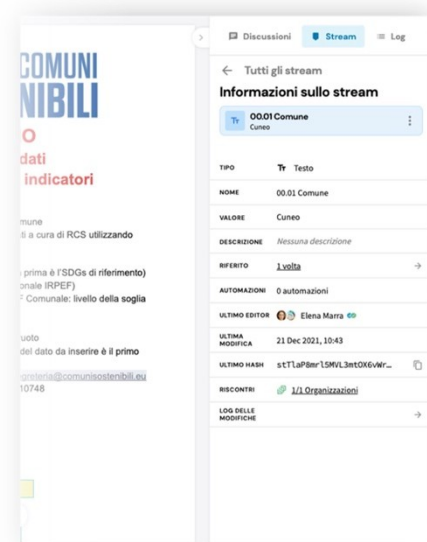 COMUNI
NIBILI
O
dati
indicatori
mune
ti a cura di RCS utilizzando
prima è l'SDGs di riferimento)
onale IRPEF)
F Comunale: livello della soglia
uoto
del dato da inserire è il primo
greteria@comunisostenibili.eu
10748
Discussioni
Stream
Log
Tutti gli stream
Informazioni sullo stream
Tr
00.01 Comune
Cuneo
TIPO Tr Testo
NOME 00.01 Comune
VALORE Cuneo
DESCRIZIONE Nessuna descrizione
RIFERITO 1 volta
AUTOMAZIONI 0 automazioni
ULTIMO EDITOR Elena Marra
ULTIMA
MODIFICA 21 Dec 2021, 10:43
ULTIMO HASH stTlaP8mrl5MVL3mtOX6vWr…
RISCONTRI 1/1 Organizzazioni
LOG DELLE
MODIFICHE